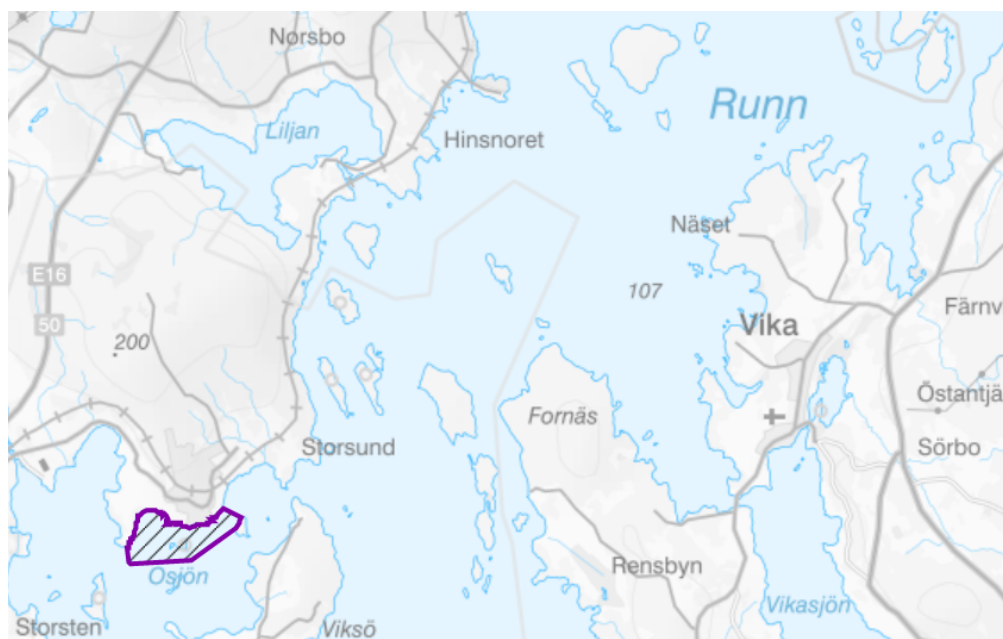 Norsbo
Runn
Liljan
Hinsnoret
Näset
E16
107
Färnv
50
Vika
200
Östantjä
Fornäs
Storsund
Sörbo
Rensbyn
Osjön
Vikasjön
Storsten
Viksö